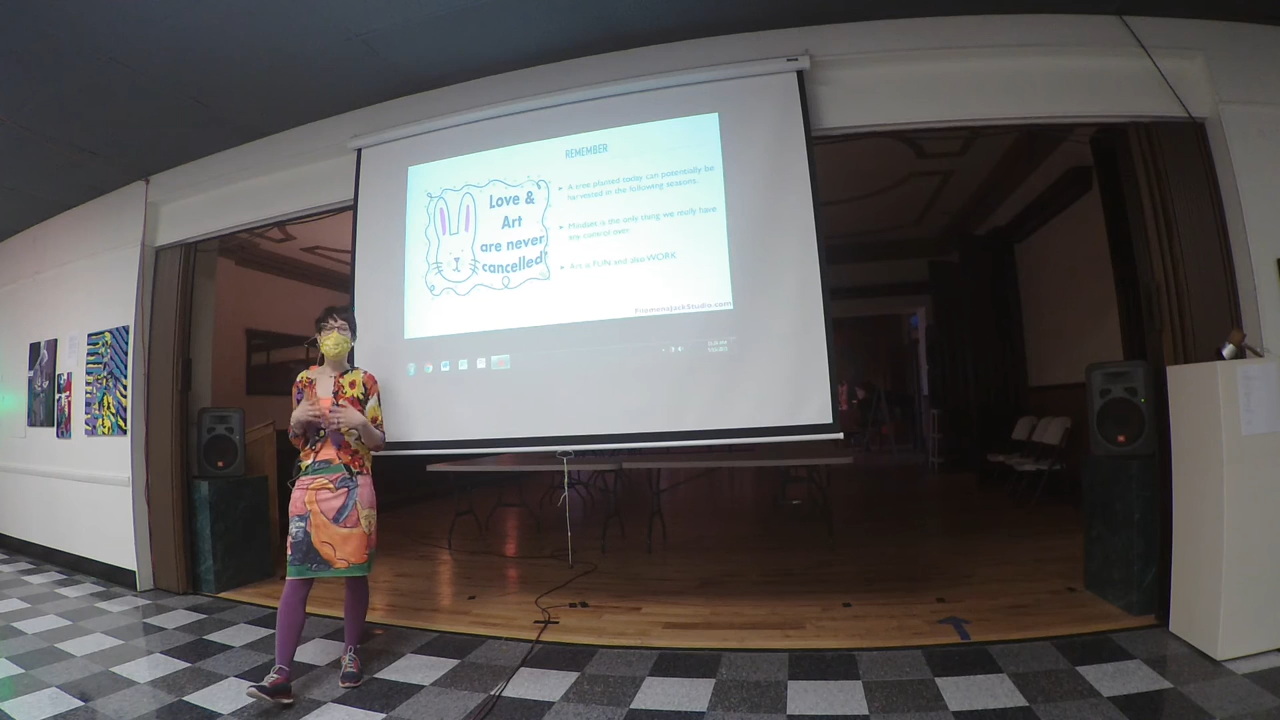 REMEMBER
Love &
Art
are never
cancelled!
A tree planted today can potentially be
harvested in the following seasons.
Mindset is the only thing we really have
any control over.
Art is FUN and also WORK
PhomenaJackStudio.com